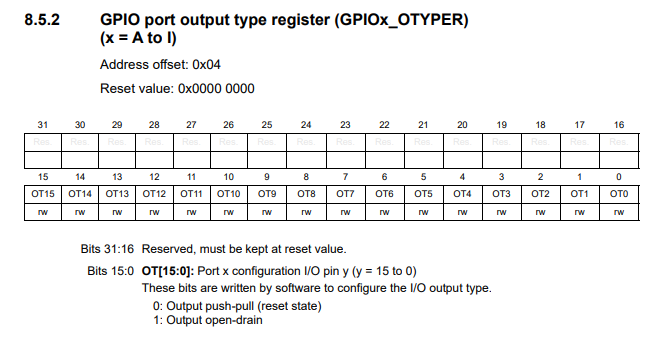 8.5.2 GPIO port output type register (GPIOx_OTYPER)
(x = A to I)
Address offset: 0x04
Reset value: 0x0000 0000
31 30 29 28 27 26 25 24 23 22 21 20 19 18 17 16
Res. Res. Res. Res. Res. Res. Res. Res. Res. Res. Res. Res. Res. Res. Res. Res.
15 14 13 12 11 10 9 8 7 6 5 4 3 2 1 0
OT15 OT14 OT13 OT12 OT11 OT10 OT9 OT8 OT7 OT6 OT5 OT4 OT3 OT2 OT1 OT0
rw rw rw rw rw rw rw rw rw rw rw rw rw rw rw rw
Bits 31:16 Reserved, must be kept at reset value.
Bits 15:0 OT[15:0]: Port x configuration I/O pin y (y = 15 to 0)
These bits are written by software to configure the I/O output type.
0: Output push-pull (reset state)
1: Output open-drain